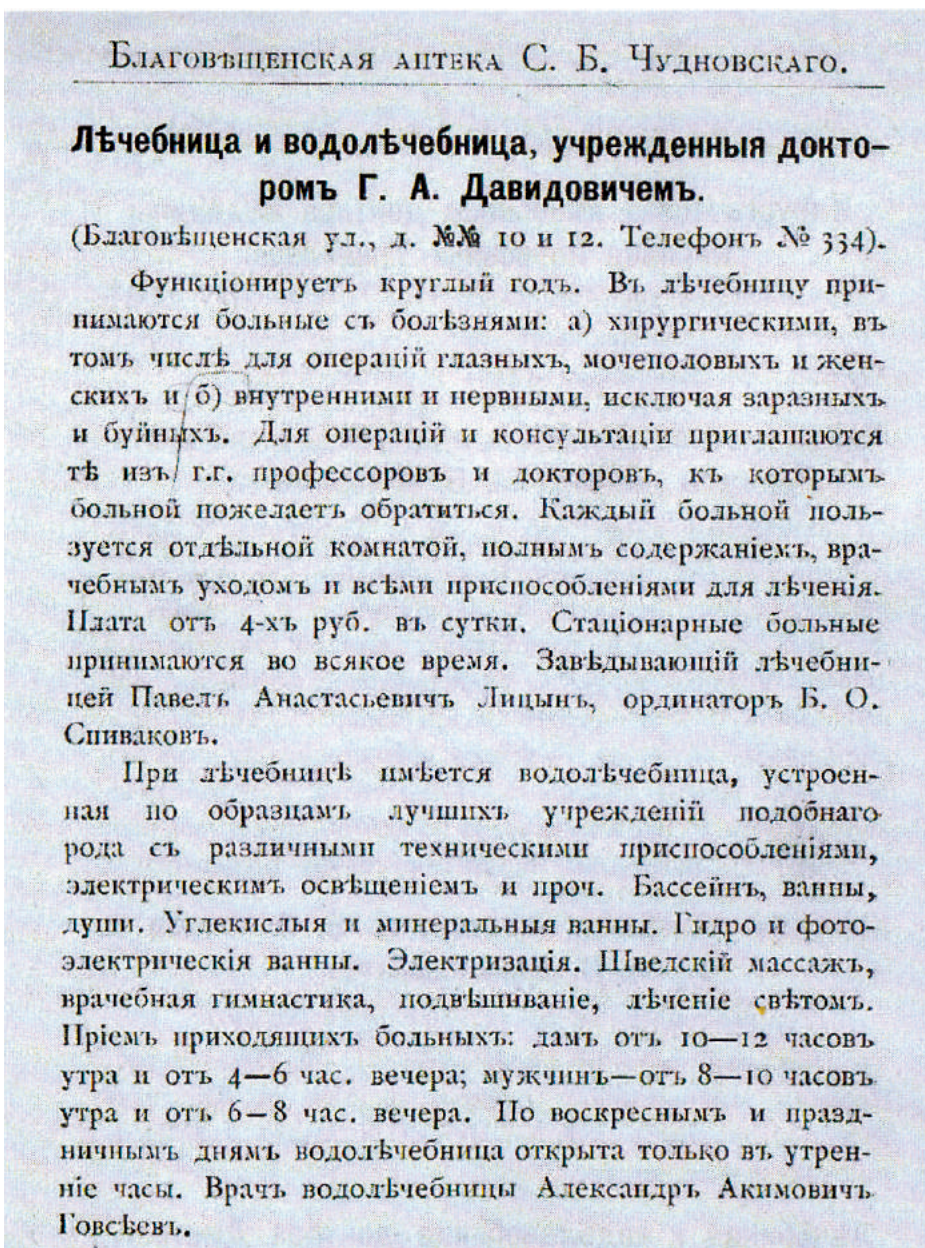 Благовѣщенская аптека С. Б. Чудновскаго.
Лѣчебница и водолѣчебница, учрежденныя докто-
ромъ Г. А. Давидовичемъ.
(Благовѣщенская ул., д. №№ 10 и 12. Телефонъ № 334).
Функціонируетъ круглый годъ. Въ лѣчебницу при-
нимаются больные съ болѣзнями: а) хирургическими, въ
томъ числѣ для операцій глазныхъ, мочеполовыхъ и жен-
скихъ и б) внутренними и нервными, исключая заразныхъ
и буйныхъ. Для операцій и консультаціи приглашаются
тѣ изъ г.г. профессоровъ и докторовъ, къ которымъ
больной пожелаетъ обратиться. Каждый больной поль-
зуется отдѣльной комнатой, полнымъ содержаніемъ, вра-
чебнымъ уходомъ и всѣми приспособленіями для лѣченія.
Плата отъ 4-хъ руб. въ сутки. Стаціонарные больные
принимаются во всякое время. Завѣдывающій лѣчебни-
цей Павелъ Анастасьевичъ Лицынъ, ординаторъ Б. О.
Спиваковъ.
При лѣчебницѣ имѣется водолѣчебница, устроен-
ная по образцамъ лучшихъ учрежденій подобнаго
рода съ различными техническими приспособленіями,
электрическимъ освѣщеніемъ и проч. Бассейнъ, ванны,
души. Углекислыя и минеральныя ванны. Гидро и фото-
электрическія ванны. Электризація. Шведскій массажъ,
врачебная гимнастика, подвѣшиваніе, лѣченіе свѣтомъ.
Пріемъ приходящихъ больныхъ: дамъ отъ 10—12 часовъ
утра и отъ 4—6 час. вечера; мужчинъ—отъ 8—10 часовъ
утра и отъ 6—8 час. вечера. По воскреснымъ и празд-
ничнымъ днямъ водолѣчебница открыта только въ утрен-
ніе часы. Врачъ водолѣчебницы Александръ Акимовичъ
Говсѣевъ.